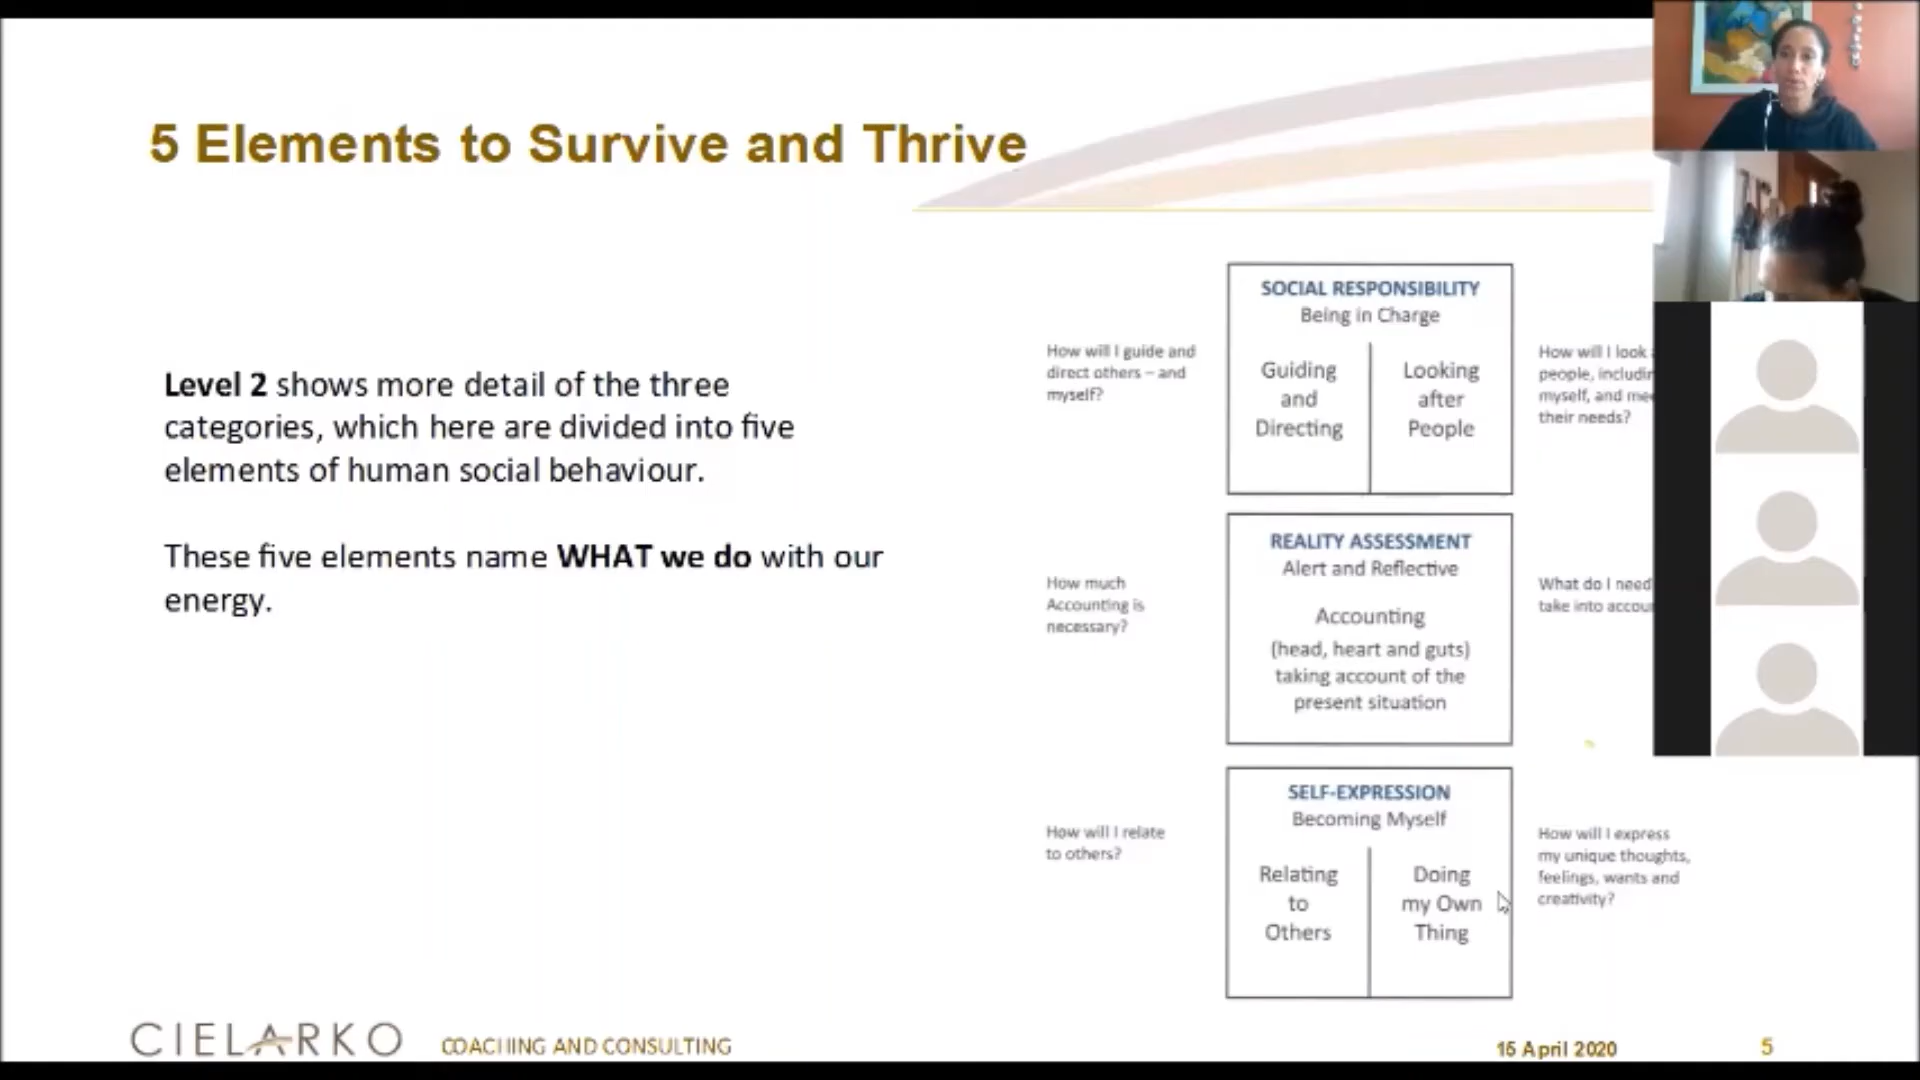 5 Elements to Survive and Thrive
Level 2 shows more detail of the three
categories, which here are divided into five
elements of human social behaviour.
These five elements name WHAT we do with our
energy.
SOCIAL RESPONSIBILITY
Being in Charge
How will I guide and
direct others – and
myself?
Guiding
and
Directing
Looking
after
People
How will I look
people,
myself, and
their needs?
REALITY ASSESSMENT
Alert and Reflective
How much
Accounting is
necessary?
Accounting
(head, heart and guts)
taking account of the
present situation
What do I need
take into
SELF-EXPRESSION
Becoming Myself
How will I relate
to others?
Relating
to
Others
Doing
my Own
Thing
How will I express
my unique thoughts,
feelings, wants and
creativity?
CIELARKO
COACHING AND CONSULTING
15 April 2020
5